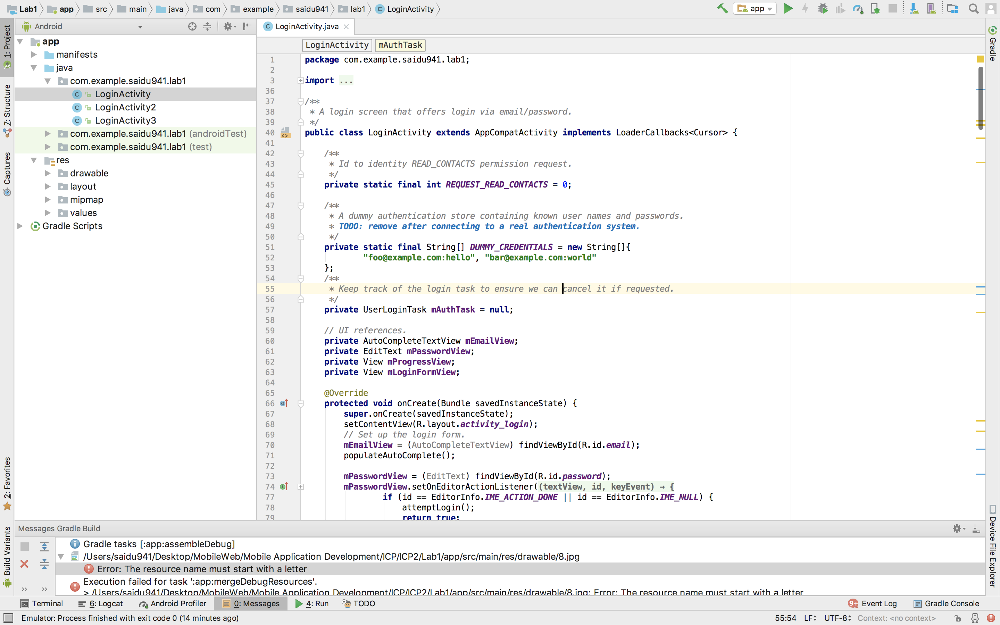 Lab1 app src main java com example saidu941 lab1 C LoginActivity app
1: Project
7: Structure
Captures
2: Favorites
Build Variants
Android
app
manifests
java
com.example.saidu941.lab1
C LoginActivity
C LoginActivity2
C LoginActivity3
com.example.saidu941.lab1 (androidTest)
com.example.saidu941.lab1 (test)
res
drawable
layout
mipmap
values
Gradle Scripts
C LoginActivity.java
LoginActivity mAuthTask
1 package com.example.saidu941.lab1;
2
3 import ...
36
37 /**
38 * A login screen that offers login via email/password.
39 */
40 public class LoginActivity extends AppCompatActivity implements LoaderCallbacks<Cursor> {
41
42 /**
43 * Id to identity READ_CONTACTS permission request.
44 */
45 private static final int REQUEST_READ_CONTACTS = 0;
46
47 /**
48 * A dummy authentication store containing known user names and passwords.
49 * TODO: remove after connecting to a real authentication system.
50 */
51 private static final String[] DUMMY_CREDENTIALS = new String[]{
52 "foo@example.com:hello", "bar@example.com:world"
53 };
54 /**
55 * Keep track of the login task to ensure we can cancel it if requested.
56 */
57 private UserLoginTask mAuthTask = null;
58
59 // UI references.
60 private AutoCompleteTextView mEmailView;
61 private EditText mPasswordView;
62 private View mProgressView;
63 private View mLoginFormView;
64
65 @Override
66 protected void onCreate(Bundle savedInstanceState) {
67 super.onCreate(savedInstanceState);
68 setContentView(R.layout.activity_login);
69 // Set up the login form.
70 mEmailView = (AutoCompleteTextView) findViewById(R.id.email);
71 populateAutoComplete();
72
73 mPasswordView = (EditText) findViewById(R.id.password);
74 mPasswordView.setOnEditorActionListener((textView, id, keyEvent) → {
77 if (id == EditorInfo.IME_ACTION_DONE || id == EditorInfo.IME_NULL) {
78 attemptLogin();
79 return true;
Gradle
Device File Explorer
Messages Gradle Build
Gradle tasks [:app:assembleDebug]
/Users/saidu941/Desktop/MobileWeb/Mobile Application Development/ICP/ICP2/Lab1/app/src/main/res/drawable/8.jpg
Error: The resource name must start with a letter
Execution failed for task ':app:mergeDebugResources'.
> /Users/saidu941/Desktop/MobileWeb/Mobile Application Development/ICP/ICP2/Lab1/app/src/main/res/drawable/8.jpg: Error: The resource name must start with a letter
Terminal 6: Logcat Android Profiler 0: Messages 4: Run TODO 9+ Event Log Gradle Console
Emulator: Process finished with exit code 0 (14 minutes ago) 55:54 LF UTF-8 Context: <no context>